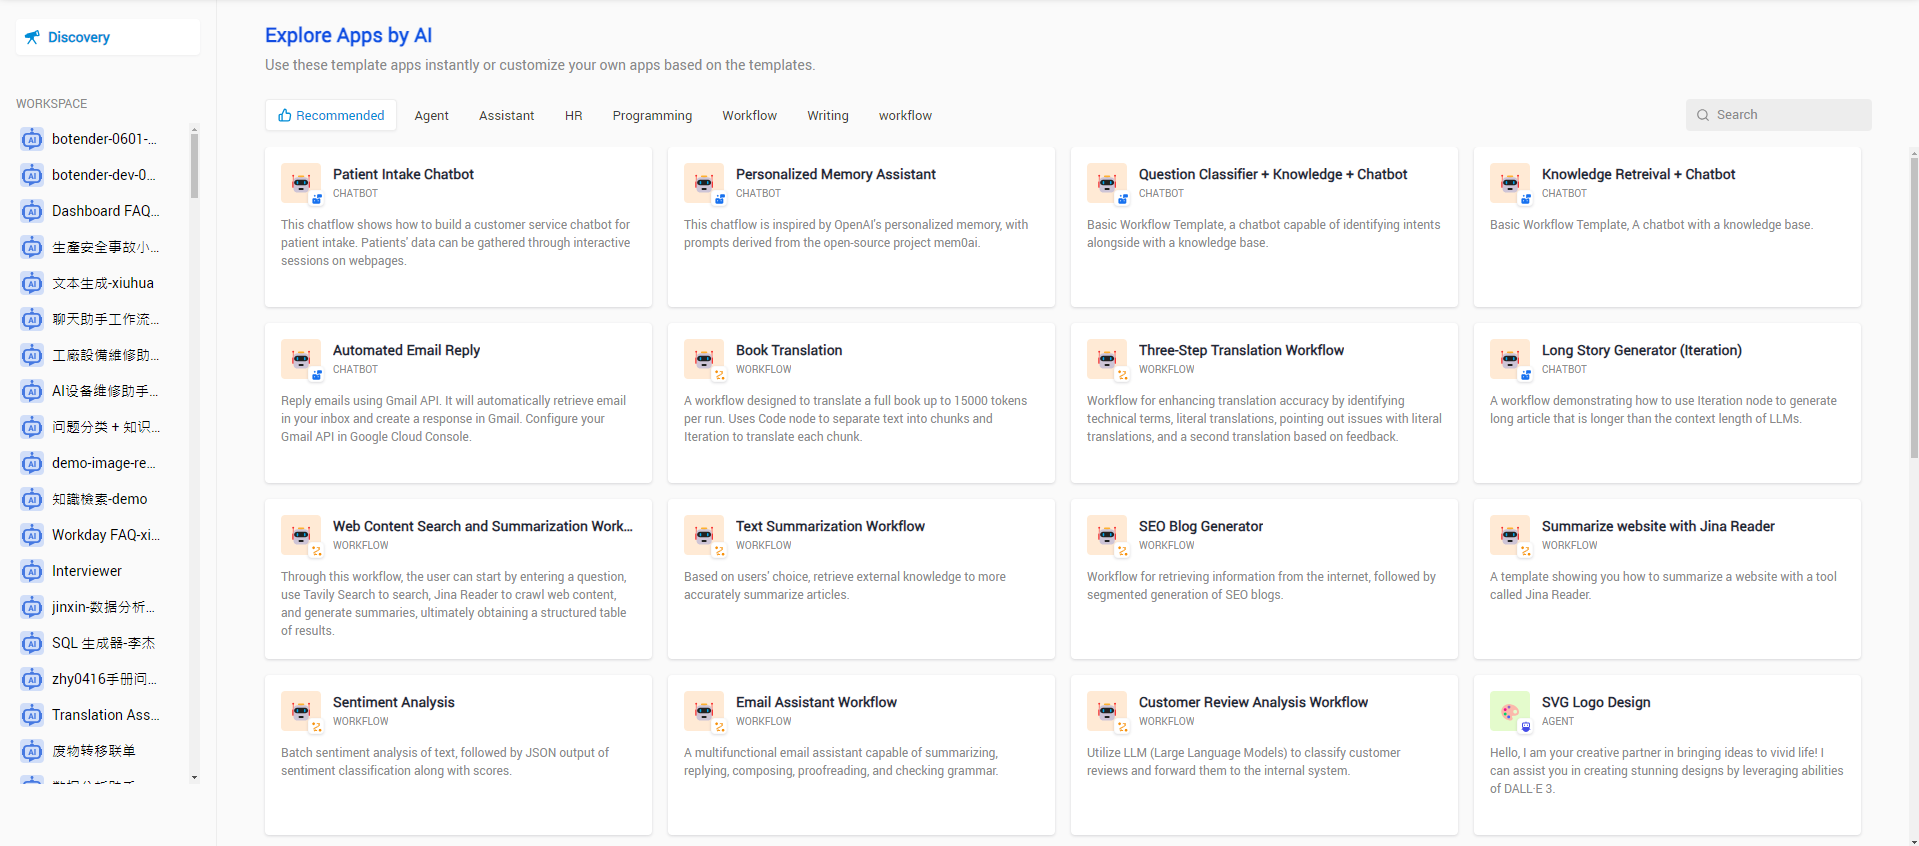 Discovery
WORKSPACE
botender-0601-...
botender-dev-0...
Dashboard FAQ...
生產安全事故小...
文本生成-xiuhua
聊天助手工作流...
工廠設備維修助...
AI设备维修助手...
问题分类 + 知识...
demo-image-re...
知識檢索-demo
Workday FAQ-xi...
Interviewer
jinxin-数据分析...
SQL 生成器-李杰
zhy0416手册问...
Translation Ass...
废物转移联单
Explore Apps by AI
Use these template apps instantly or customize your own apps based on the templates.
Recommended Agent Assistant HR Programming Workflow Writing workflow
Search
Patient Intake Chatbot
CHATBOT
This chatflow shows how to build a customer service chatbot for
patient intake. Patients' data can be gathered through interactive
sessions on webpages.
Personalized Memory Assistant
CHATBOT
This chatflow is inspired by OpenAI's personalized memory, with
prompts derived from the open-source project mem0ai.
Question Classifier + Knowledge + Chatbot
CHATBOT
Basic Workflow Template, a chatbot capable of identifying intents
alongside with a knowledge base.
Knowledge Retreival + Chatbot
CHATBOT
Basic Workflow Template, A chatbot with a knowledge base.
Automated Email Reply
CHATBOT
Reply emails using Gmail API. It will automatically retrieve email
in your inbox and create a response in Gmail. Configure your
Gmail API in Google Cloud Console.
Book Translation
WORKFLOW
A workflow designed to translate a full book up to 15000 tokens
per run. Uses Code node to separate text into chunks and
Iteration to translate each chunk.
Three-Step Translation Workflow
WORKFLOW
Workflow for enhancing translation accuracy by identifying
technical terms, literal translations, pointing out issues with literal
translations, and a second translation based on feedback.
Long Story Generator (Iteration)
CHATBOT
A workflow demonstrating how to use Iteration node to generate
long article that is longer than the context length of LLMs.
Web Content Search and Summarization Work...
WORKFLOW
Through this workflow, the user can start by entering a question,
use Tavily Search to search, Jina Reader to crawl web content,
and generate summaries, ultimately obtaining a structured table
of results.
Text Summarization Workflow
WORKFLOW
Based on users' choice, retrieve external knowledge to more
accurately summarize articles.
SEO Blog Generator
WORKFLOW
Workflow for retrieving information from the internet, followed by
segmented generation of SEO blogs.
Summarize website with Jina Reader
WORKFLOW
A template showing you how to summarize a website with a tool
called Jina Reader.
Sentiment Analysis
WORKFLOW
Batch sentiment analysis of text, followed by JSON output of
sentiment classification along with scores.
Email Assistant Workflow
WORKFLOW
A multifunctional email assistant capable of summarizing,
replying, composing, proofreading, and checking grammar.
Customer Review Analysis Workflow
WORKFLOW
Utilize LLM (Large Language Models) to classify customer
reviews and forward them to the internal system.
SVG Logo Design
AGENT
Hello, I am your creative partner in bringing ideas to vivid life! I
can assist you in creating stunning designs by leveraging abilities
of DALL·E 3.